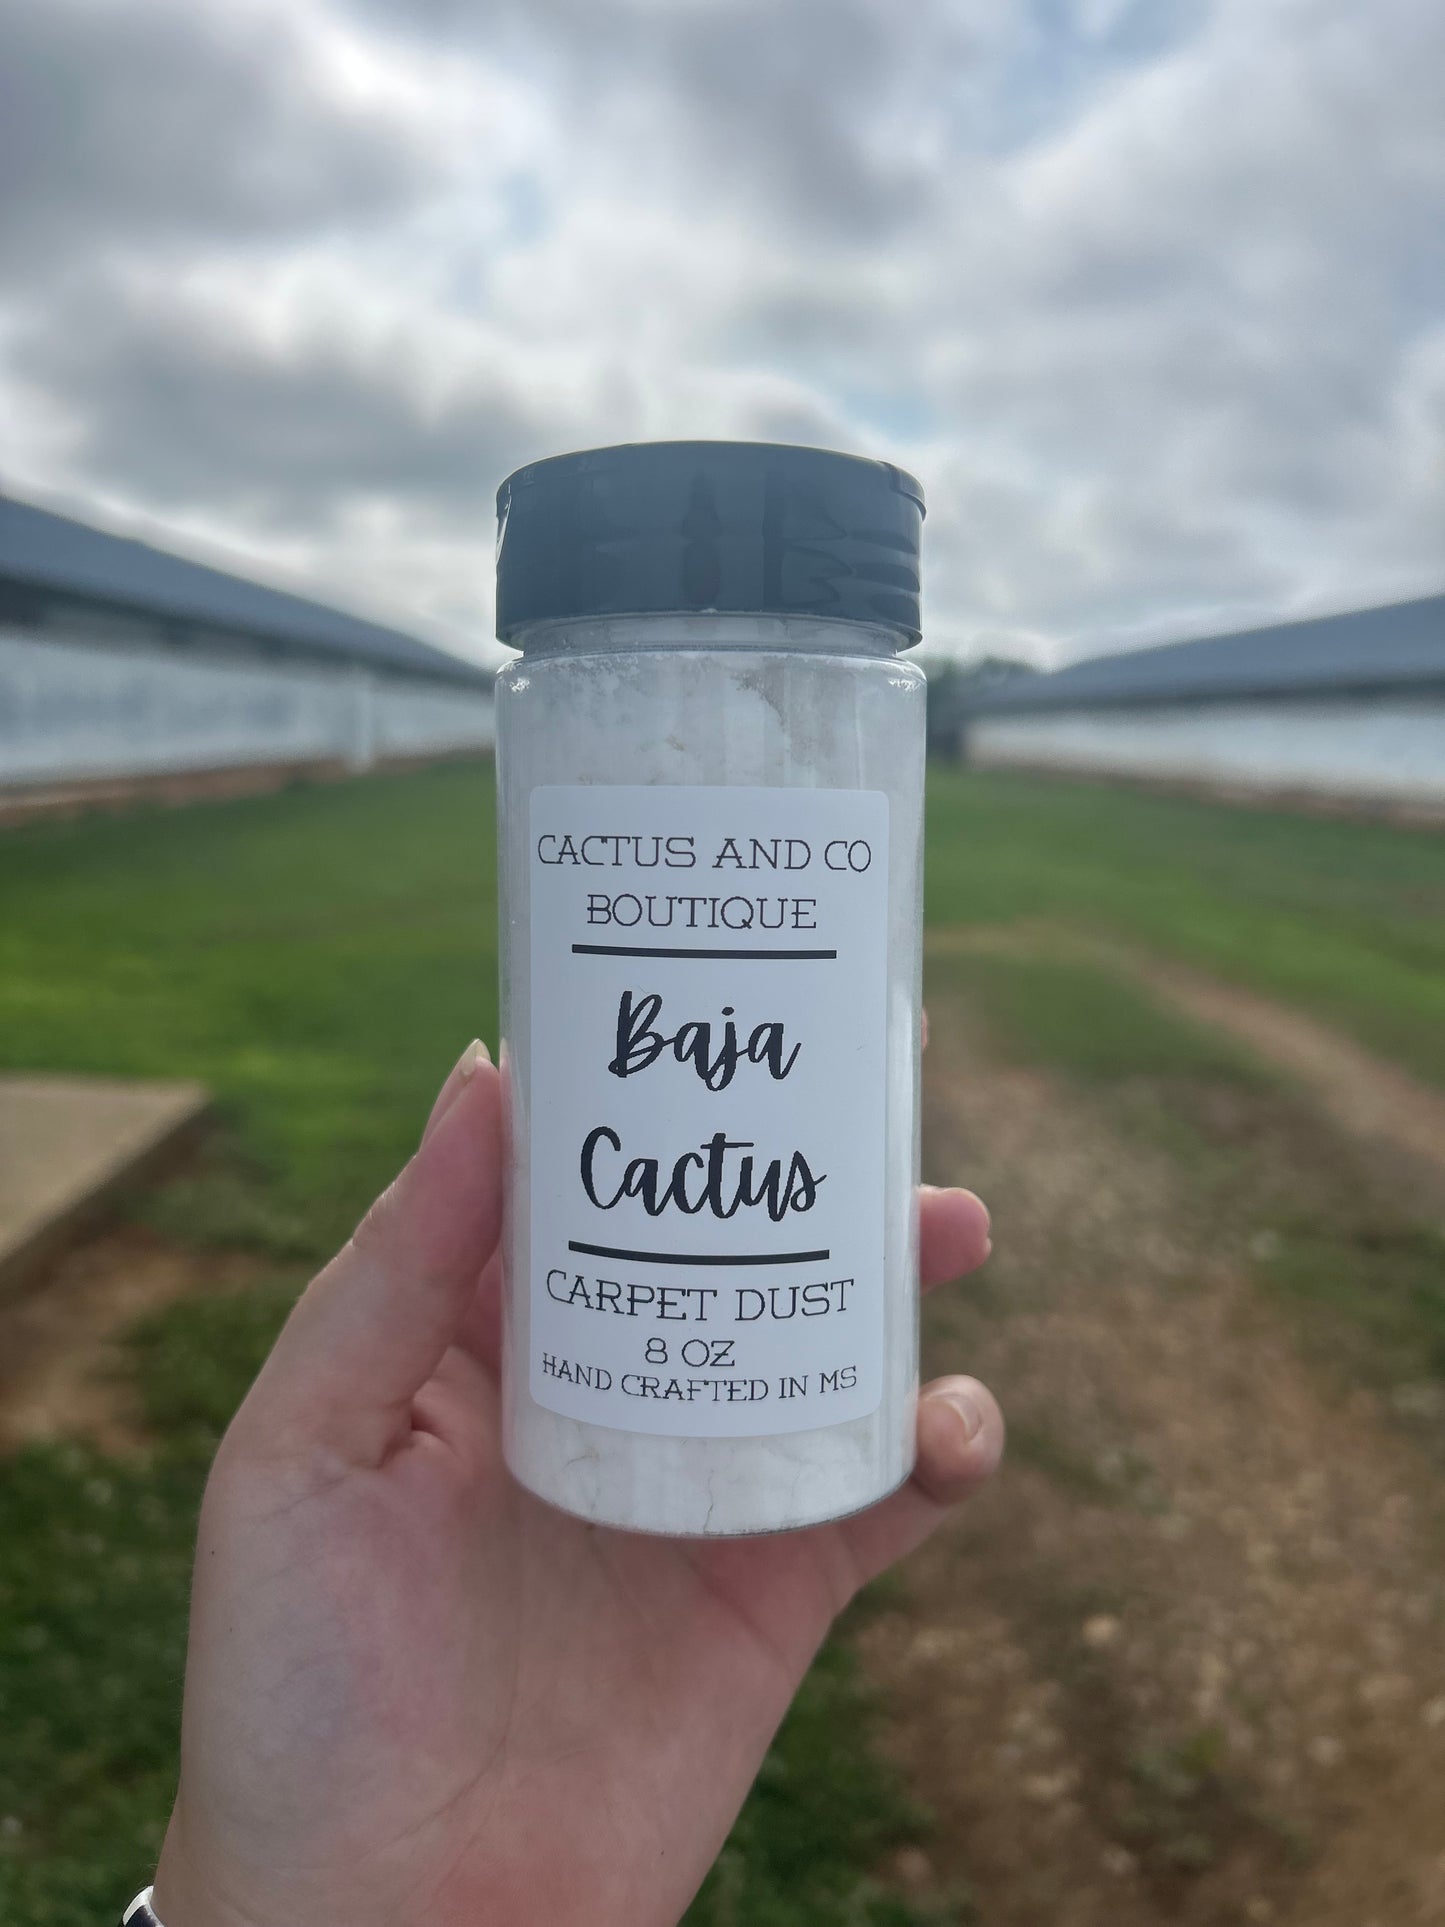 CACTUS AND CO
BOUTIQUE
Baja
Cactus
CARPET DUST
8 OZ
HAND CRAFTED IN MS